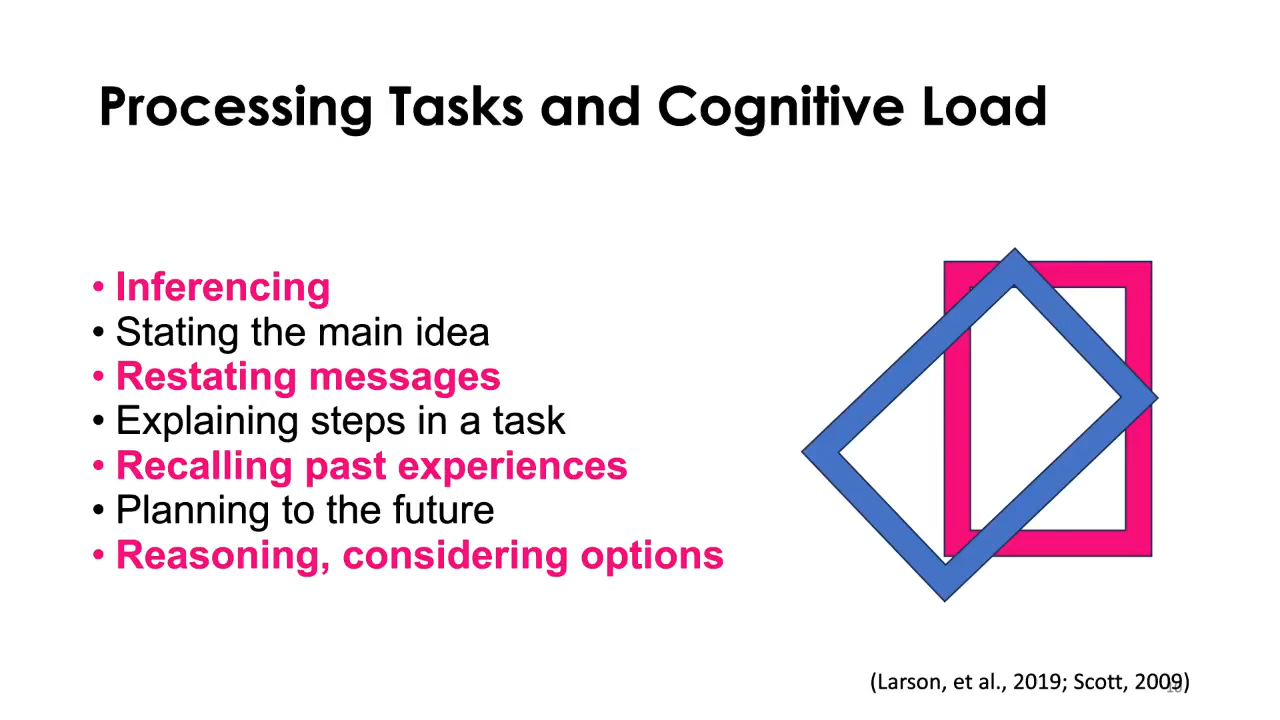 Processing Tasks and Cognitive Load
• Inferencing
• Stating the main idea
• Restating messages
• Explaining steps in a task
• Recalling past experiences
• Planning to the future
• Reasoning, considering options
(Larson, et al., 2019; Scott, 2009)